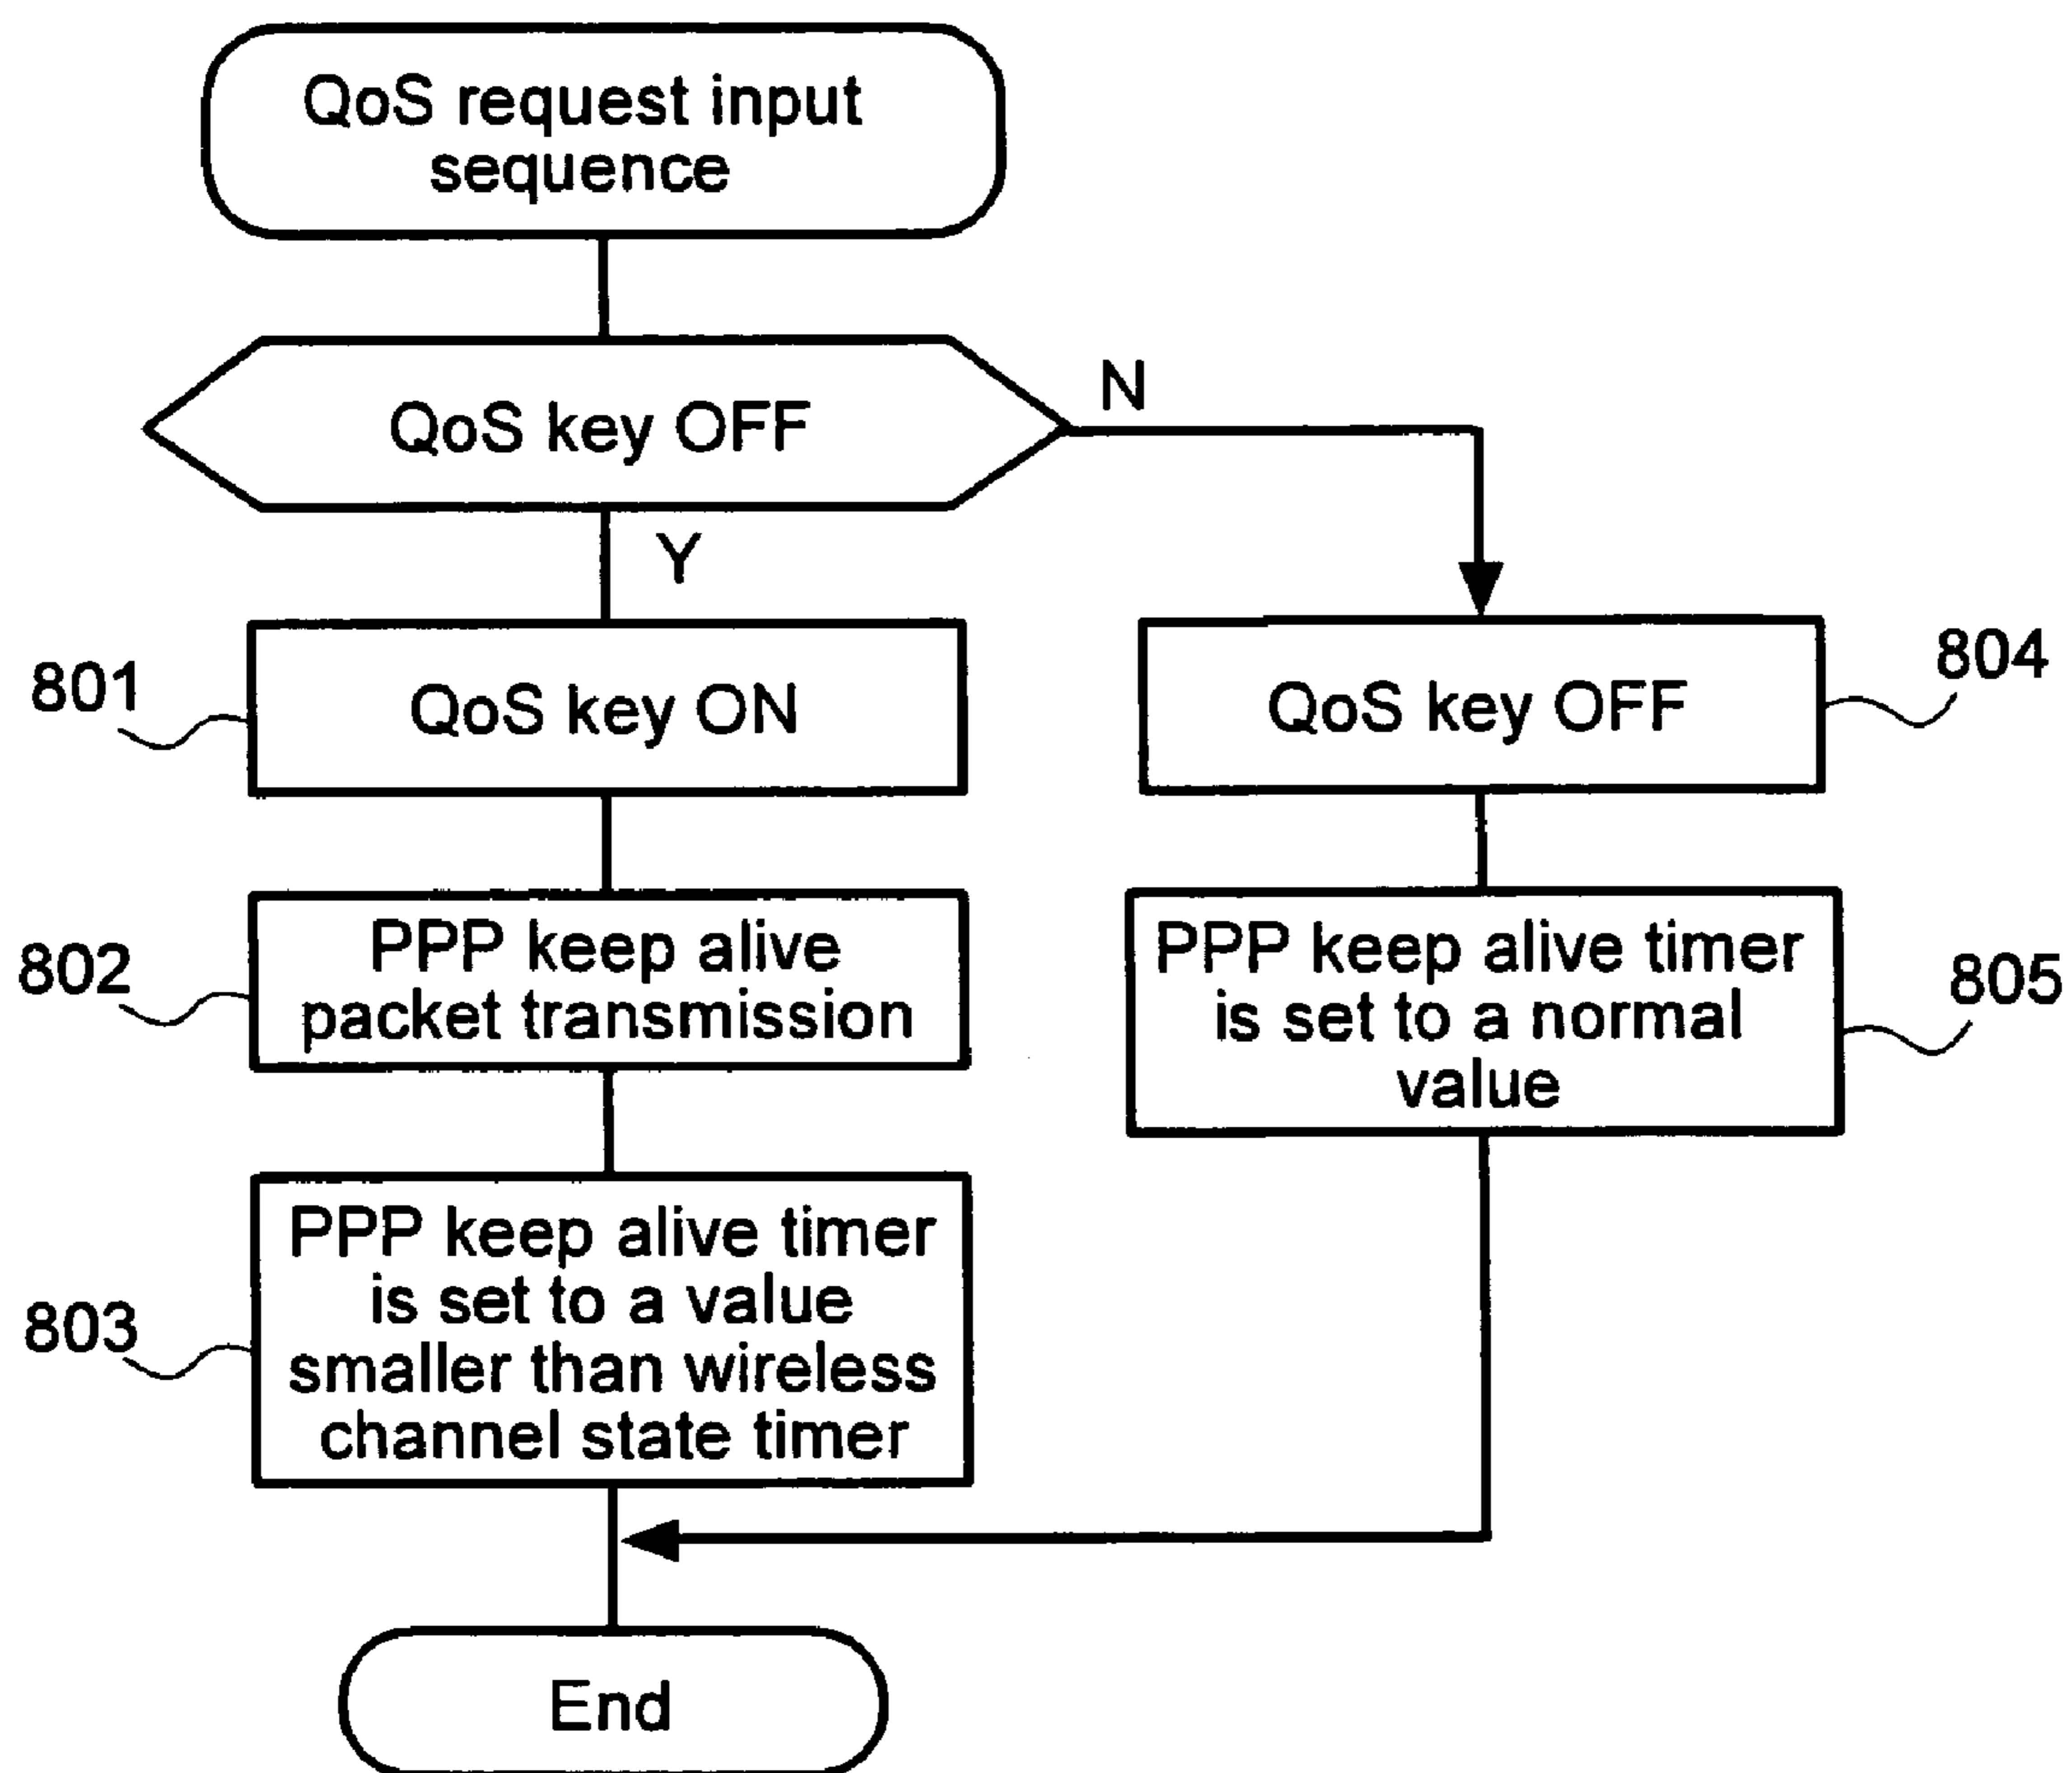 QoS request input
sequence
QoS key OFF
N
Y
801
QoS key ON
804
QoS key OFF
802
PPP keep alive
packet transmission
805
PPP keep alive timer
is set to a normal
value
803
PPP keep alive timer
is set to a value
smaller than wireless
channel state timer
End